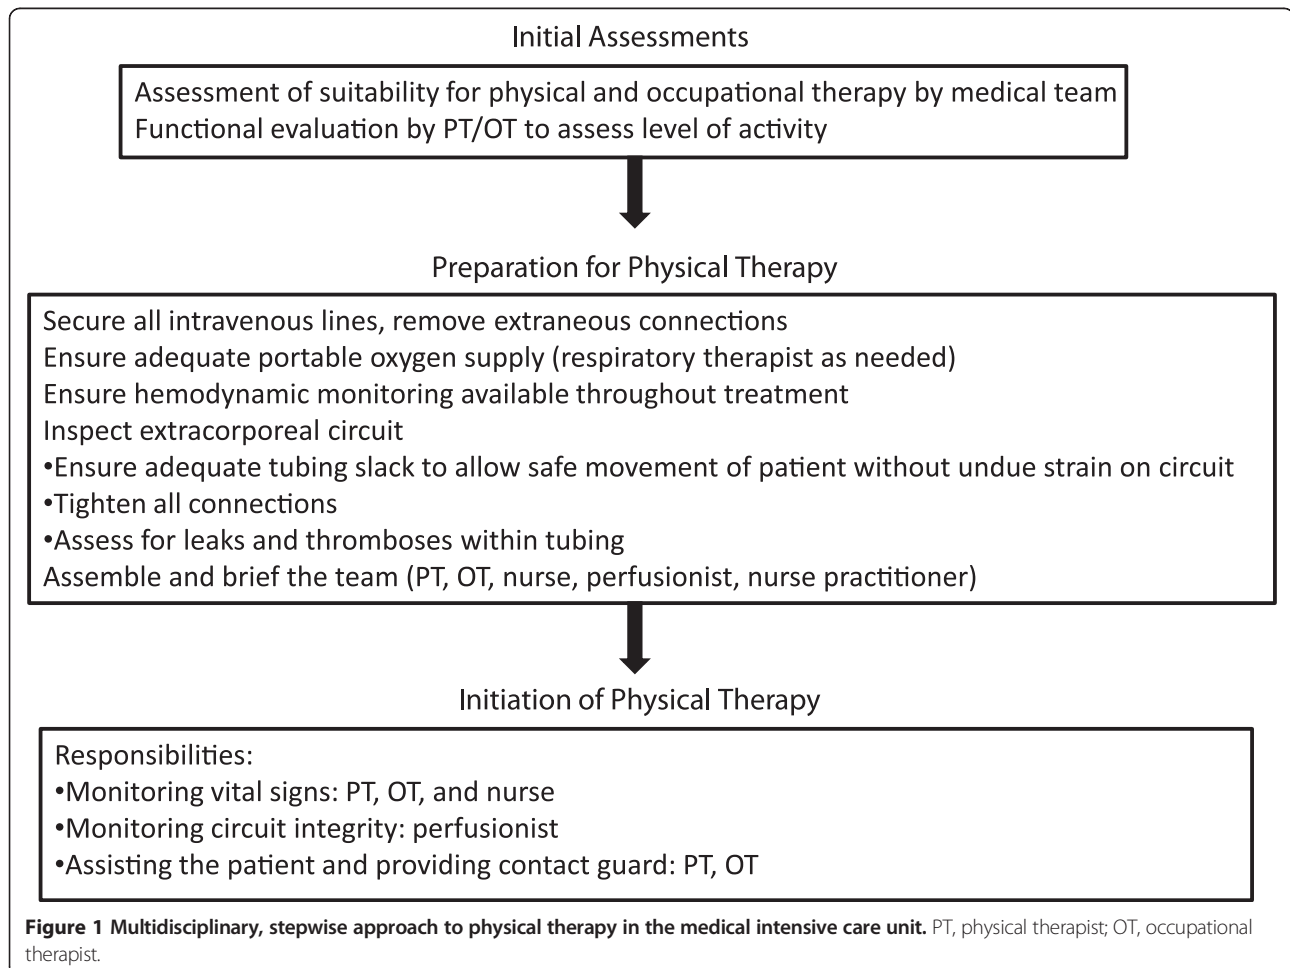 Initial Assessments
Assessment of suitability for physical and occupational therapy by medical team
Functional evaluation by PT/OT to assess level of activity
Preparation for Physical Therapy
Secure all intravenous lines, remove extraneous connections
Ensure adequate portable oxygen supply (respiratory therapist as needed)
Ensure hemodynamic monitoring available throughout treatment
Inspect extracorporeal circuit
•Ensure adequate tubing slack to allow safe movement of patient without undue strain on circuit
•Tighten all connections
•Assess for leaks and thromboses within tubing
Assemble and brief the team (PT, OT, nurse, perfusionist, nurse practitioner)
Initiation of Physical Therapy
Responsibilities:
•Monitoring vital signs: PT, OT, and nurse
•Monitoring circuit integrity: perfusionist
•Assisting the patient and providing contact guard: PT, OT
Figure 1 Multidisciplinary, stepwise approach to physical therapy in the medical intensive care unit. PT, physical therapist; OT, occupational
therapist.